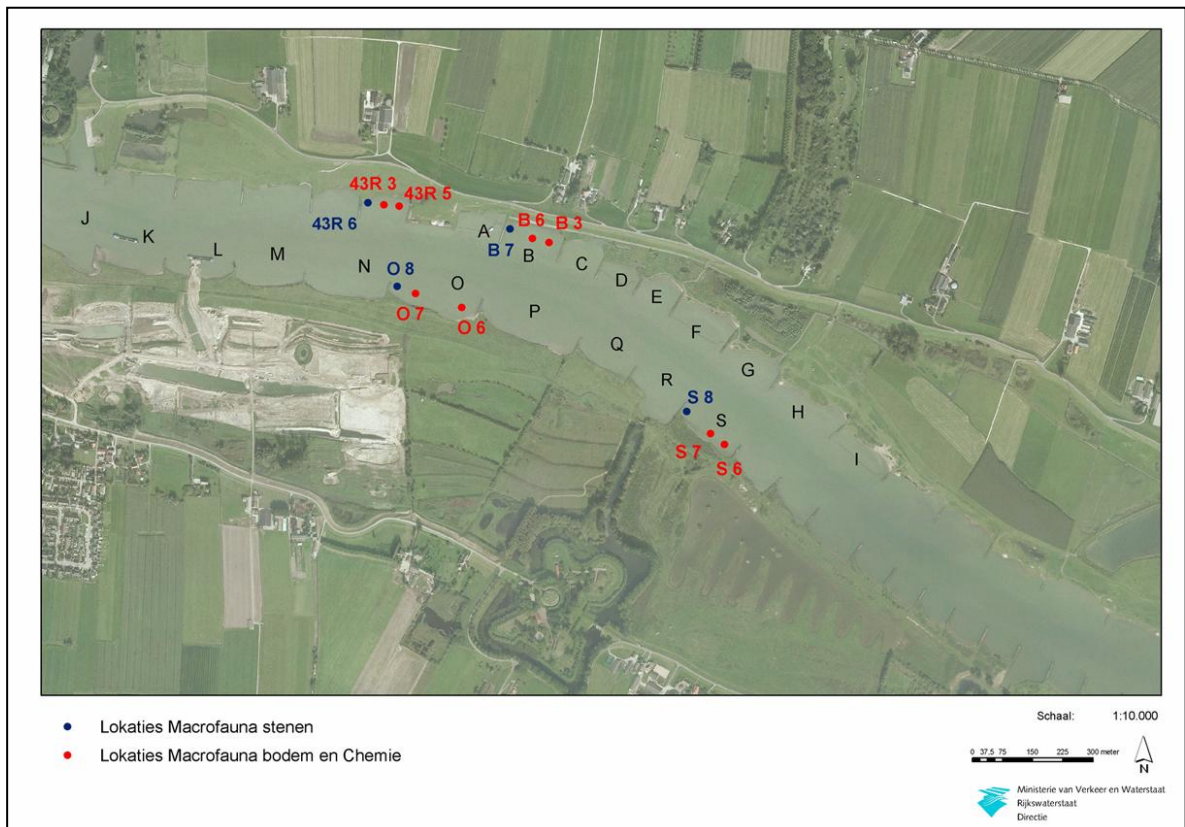 43R 3
43R 5
B 6
B 3
J
K
L
M
43R 6
A
B 7
B
C
D
E
F
G
H
I
N
O 8
O
O 7
O 6
P
Q
R
S 8
S
S 7
S 6
Lokaties Macrofauna stenen
Lokaties Macrofauna bodem en Chemie
Schaal: 1:10.000
0 37,5 75 150 225 300 meter
N
Ministerie van Verkeer en Waterstaat
Rijkswaterstaat
Directie